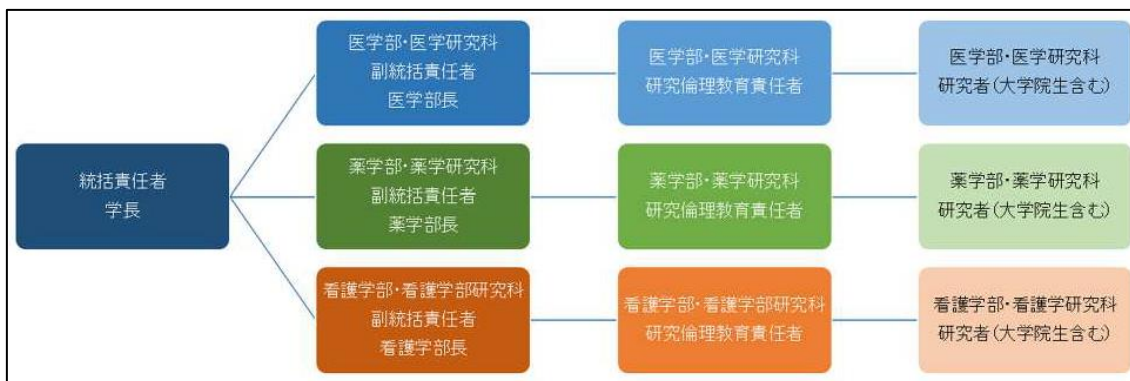 統括責任者
学長
医学部・医学研究科
副統括責任者
医学部長
医学部・医学研究科
研究倫理教育責任者
医学部・医学研究科
研究者(大学院生含む)
薬学部・薬学研究科
副統括責任者
薬学部長
薬学部・薬学研究科
研究倫理教育責任者
薬学部・薬学研究科
研究者(大学院生含む)
看護学部・看護学部研究科
副統括責任者
看護学部長
看護学部・看護学部研究科
研究倫理教育責任者
看護学部・看護学研究科
研究者(大学院生含む)